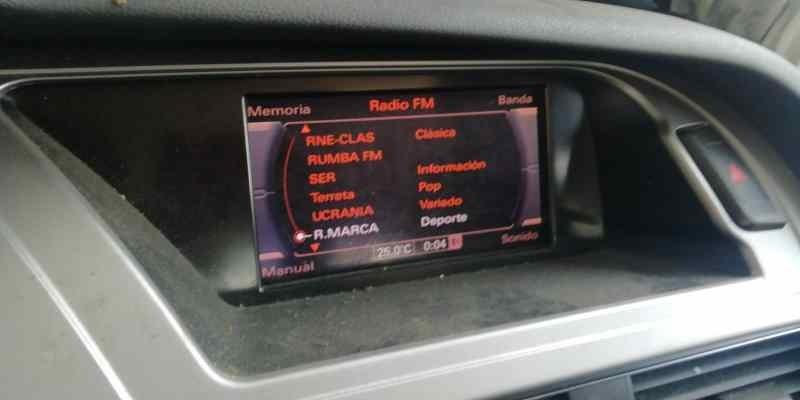 Memoria Radio FM Banda
RNE-CLAS Clásica
RUMBA FM
SER Información
Terreta Pop
UCRANIA Variado
R.MARCA Deporte
Manual 25.0°C 0:04 Sonido